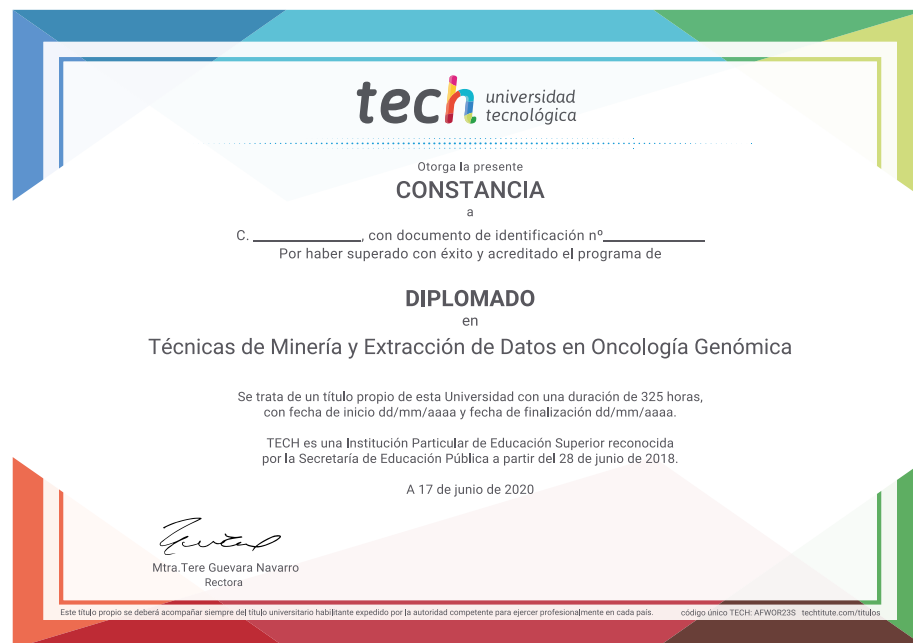 tech universidad
tecnológica
Otorga la presente
CONSTANCIA
a
C. ____________, con documento de identificación nº____________
Por haber superado con éxito y acreditado el programa de
DIPLOMADO
en
Técnicas de Minería y Extracción de Datos en Oncología Genómica
Se trata de un título propio de esta Universidad con una duración de 325 horas,
con fecha de inicio dd/mm/aaaa y fecha de finalización dd/mm/aaaa.
TECH es una Institución Particular de Educación Superior reconocida
por la Secretaría de Educación Pública a partir del 28 de junio de 2018.
A 17 de junio de 2020
Mtra.Tere Guevara Navarro
Rectora
Este título propio se deberá acompañar siempre del título universitario habilitante expedido por la autoridad competente para ejercer profesionalmente en cada país. código único TECH: AFWOR23S techtitute.com/titulos